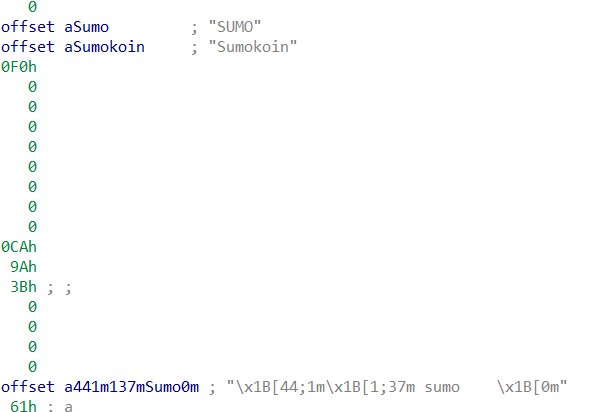 0
offset aSumo ; "SUMO"
offset aSumokoin ; "Sumokoin"
0F0h
0
0
0
0
0
0
0
0
0CAh
9Ah
3Bh ; ;
0
0
0
0
offset a441m137mSumo0m ; "\x1B[44;1m\x1B[1;37m sumo    \x1B[0m"
61h ; a